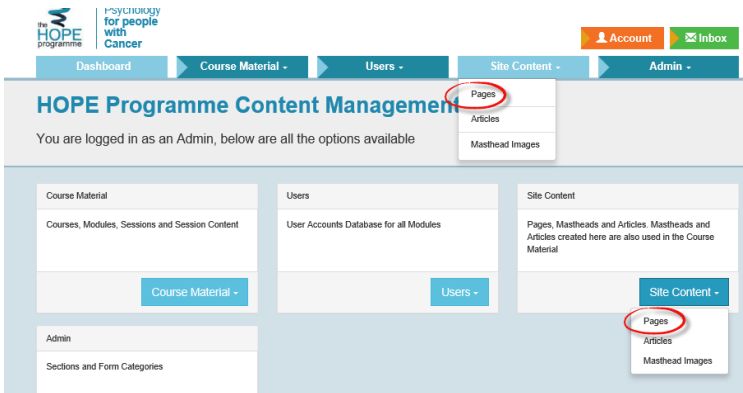 the
HOPE
programme
Psychology
for people
with
Cancer
Account
Inbox
Dashboard
Course Material
Users
Site Content
Admin
HOPE Programme Content Management
Pages
Articles
Masthead Images
You are logged in as an Admin, below are all the options available
Course Material
Courses, Modules, Sessions and Session Content
Course Material
Users
User Accounts Database for all Modules
Users
Site Content
Pages, Mastheads and Articles. Mastheads and
Articles created here are also used in the Course
Material
Site Content
Pages
Articles
Masthead Images
Admin
Sections and Form Categories